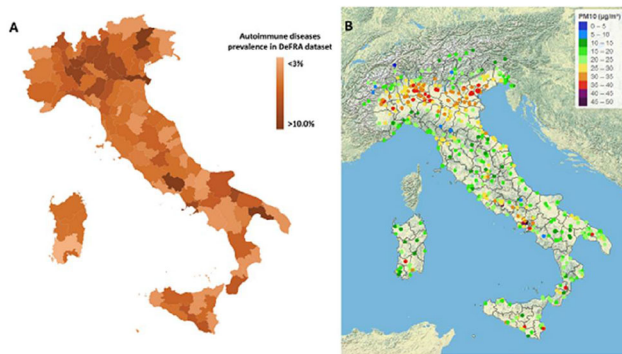 A
Autoimmune diseases
prevalence in DeFRA dataset
<3%
>10.0%
B
PM10 (µg/m³)
0 – 5
5 – 10
10 – 15
15 – 20
20 – 25
25 – 30
30 – 35
35 – 40
40 – 45
45 – 50